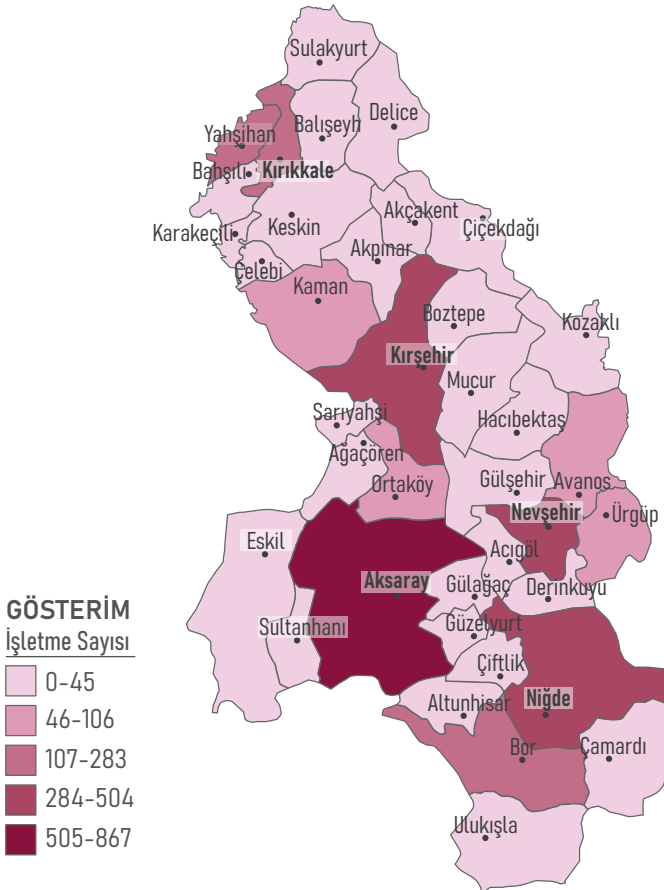 Sulakyurt
Delice
Balışeyh
Yahşihan
Bahşılı
Kırıkkale
Akçakent
Çiçekdağı
Keskin
Karakeçili
Akpınar
Çelebi
Kaman
Boztepe
Kozaklı
Kırşehir
Mucur
Sarıyahşi
Hacıbektaş
Ağaçören
Ortaköy
Gülşehir
Avanos
Nevşehir
Ürgüp
Eskil
Acıgöl
Aksaray
Gülağaç
Derinkuyu
Sultanhanı
Güzelyurt
Çiftlik
Altunhisar
Niğde
Bor
Çamardı
Ulukışla
GÖSTERİM
İşletme Sayısı
0-45
46-106
107-283
284-504
505-867